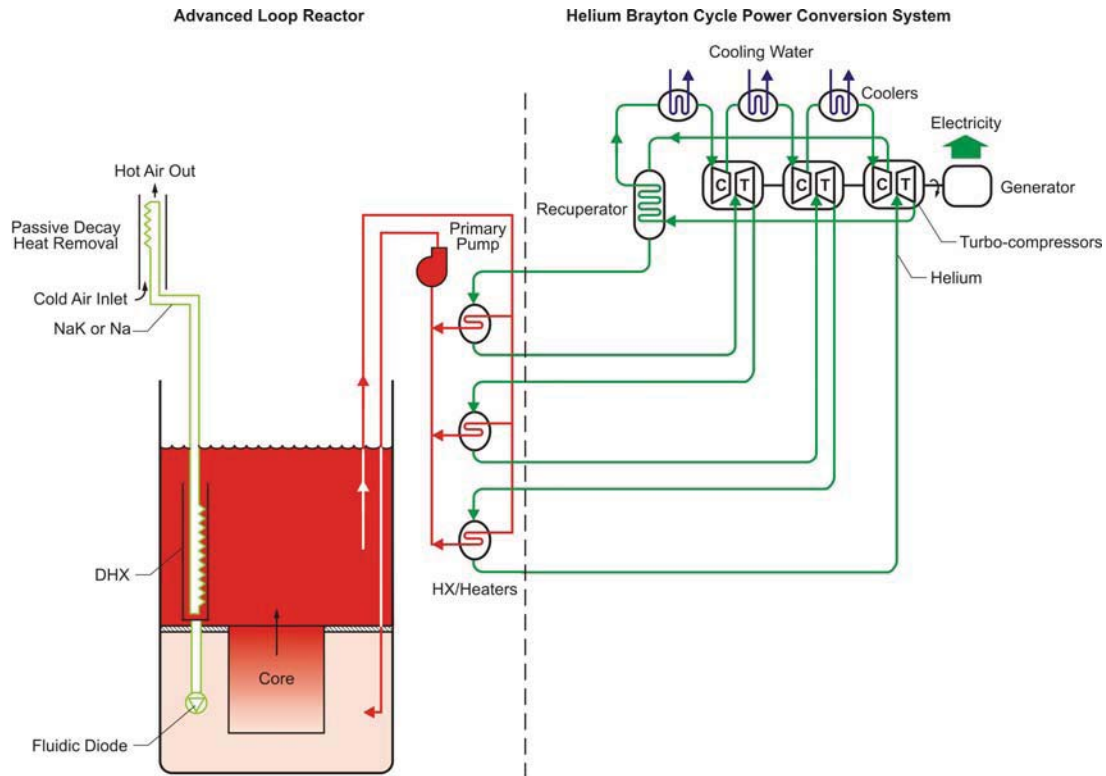 Advanced Loop Reactor
Helium Brayton Cycle Power Conversion System
Cooling Water
Coolers
Electricity
Hot Air Out
C T
C T
C T
Generator
Recuperator
Passive Decay
Heat Removal
Primary
Pump
Turbo-compressors
Helium
Cold Air Inlet
NaK or Na
DHX
HX/Heaters
Core
Fluidic Diode